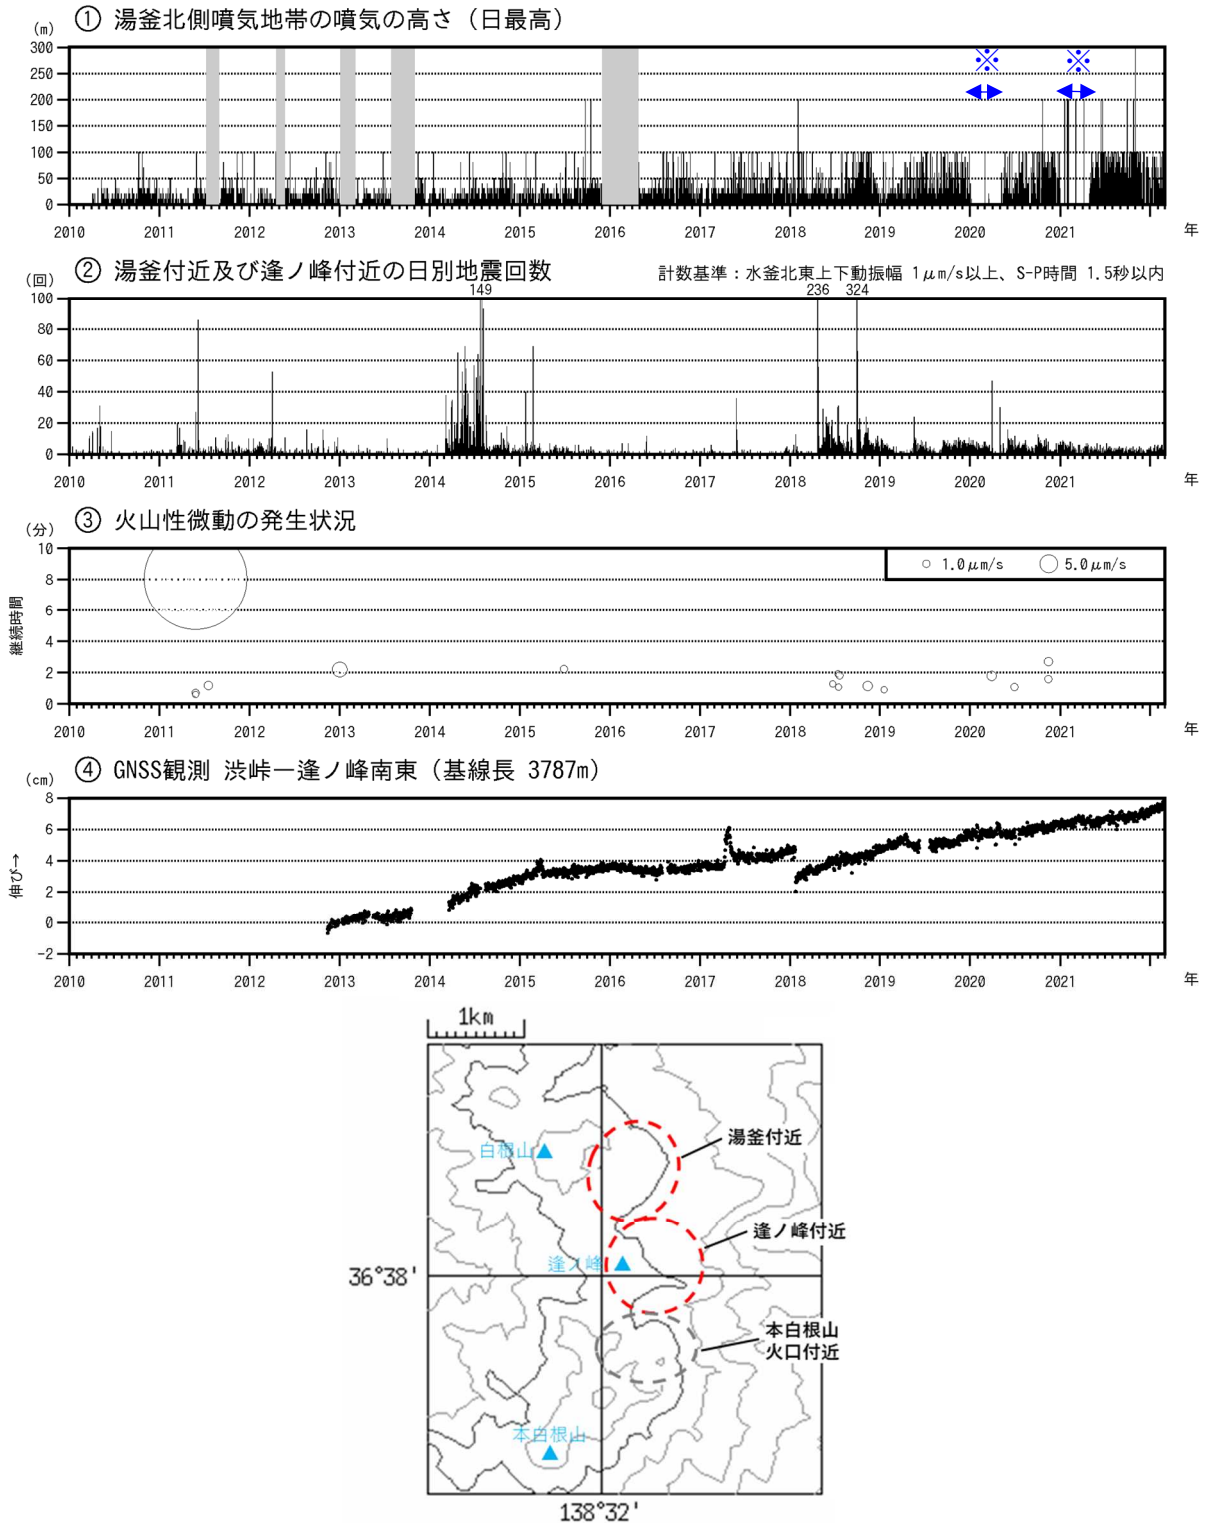 ① 湯釜北側噴気地帯の噴気の高さ（日最高）
(m)
300
250
200
150
100
50
0
※ ※
2010 2011 2012 2013 2014 2015 2016 2017 2018 2019 2020 2021 年
② 湯釜付近及び逢ノ峰付近の日別地震回数
計数基準：水釜北東上下動振幅 1μm/s以上、S-P時間 1.5秒以内
(回)
149 236 324
100
80
60
40
20
0
2010 2011 2012 2013 2014 2015 2016 2017 2018 2019 2020 2021 年
③ 火山性微動の発生状況
(分)
1.0μm/s 5.0μm/s
継続時間
10
8
6
4
2
0
2010 2011 2012 2013 2014 2015 2016 2017 2018 2019 2020 2021 年
④ GNSS観測 渋峠－逢ノ峰南東（基線長 3787m）
(cm)
伸び→
8
6
4
2
0
-2
2010 2011 2012 2013 2014 2015 2016 2017 2018 2019 2020 2021 年
1km
湯釜付近
白根山
逢ノ峰付近
逢ノ峰
36°38'
本白根山
火口付近
本白根山
138°32'